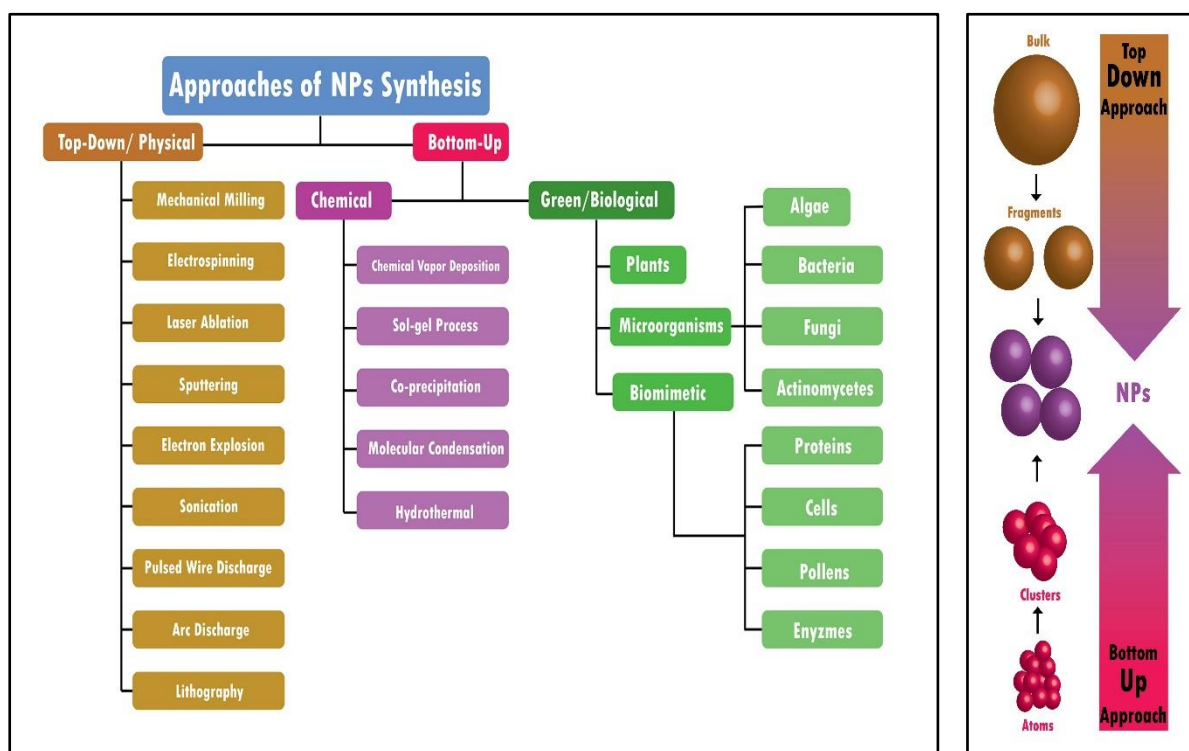 Approaches of NPs Synthesis
Top-Down/ Physical
Mechanical Milling
Electrospinning
Laser Ablation
Sputtering
Electron Explosion
Sonication
Pulsed Wire Discharge
Arc Discharge
Lithography
Bottom-Up
Chemical
Chemical Vapor Deposition
Sol-gel Process
Co-precipitation
Molecular Condensation
Hydrothermal
Green/Biological
Plants
Microorganisms
Biomimetic
Algae
Bacteria
Fungi
Actinomycetes
Proteins
Cells
Pollens
Enyzmes
Bulk
Fragments
Clusters
Atoms
Top
Down
Approach
NPs
Bottom
Up
Approach